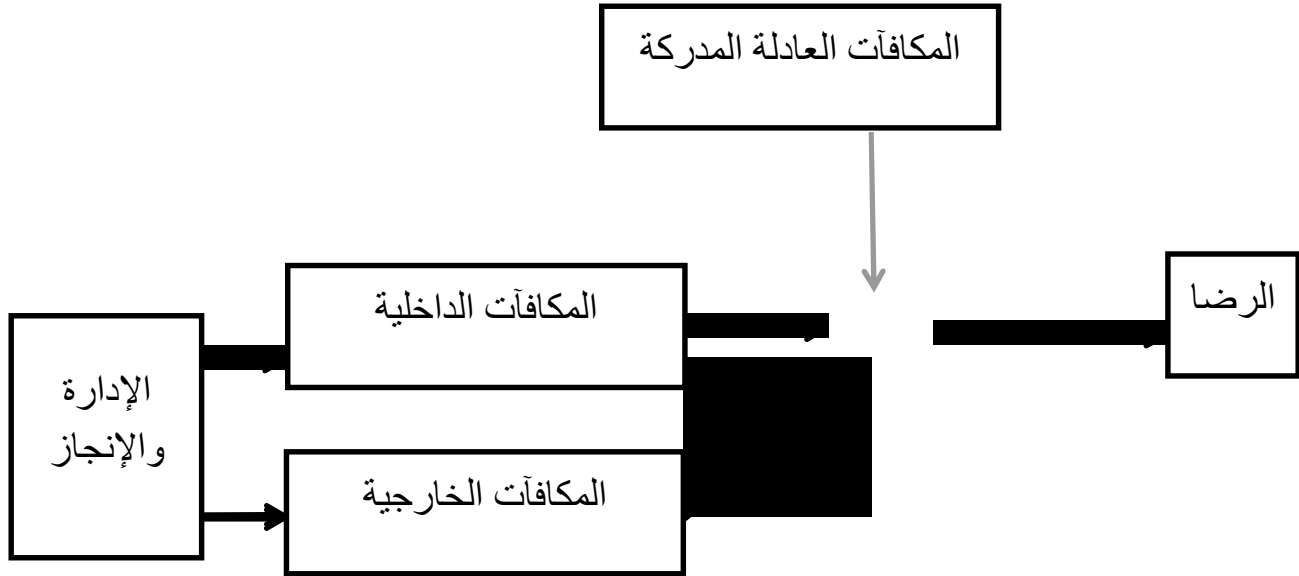 المكافآت العادلة المدركة
الرضا
المكافآت الداخلية
الإدارة
والإنجاز
المكافآت الخارجية